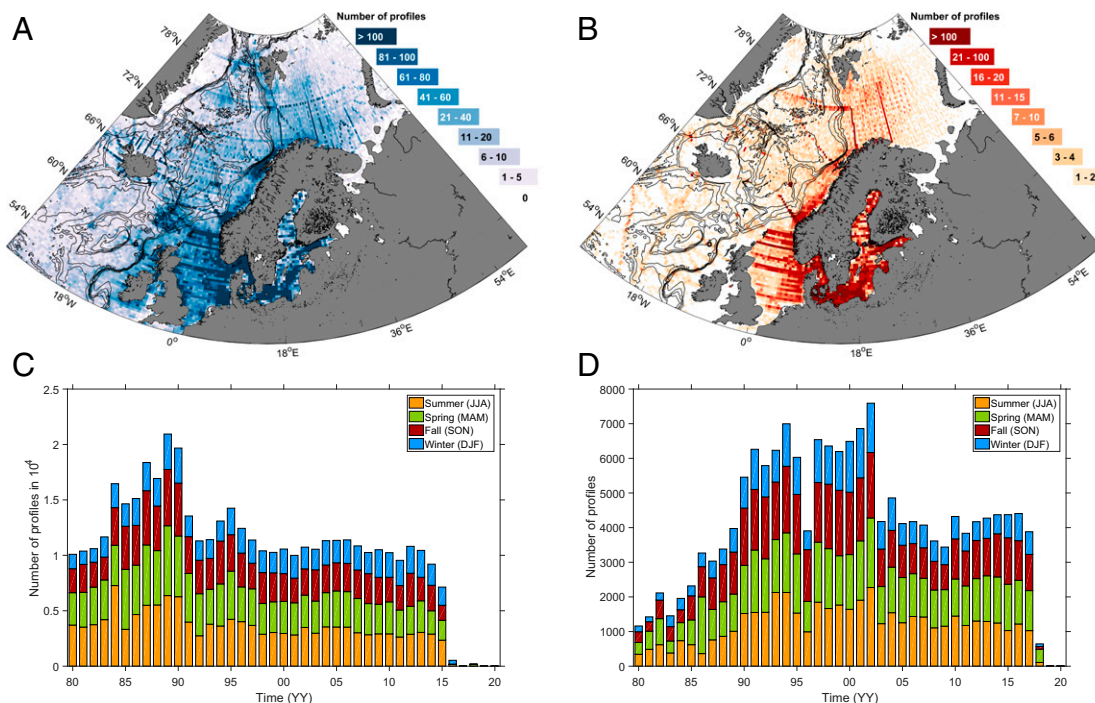 A
Number of profiles
> 100
81 - 100
61 - 80
41 - 60
21 - 40
11 - 20
6 - 10
1 - 5
0
78°N
72°N
66°N
60°N
54°N
18°W
0°
18°E
36°E
54°E
B
Number of profiles
> 100
21 - 100
16 - 20
11 - 15
7 - 10
5 - 6
3 - 4
1 - 2
78°N
72°N
66°N
60°N
54°N
18°W
0°
18°E
36°E
54°E
C
Number of profiles in 10^4
2.5
2
1.5
1
0.5
0
Summer (JJA)
Spring (MAM)
Fall (SON)
Winter (DJF)
80 85 90 95 00 05 10 15 20
Time (YY)
D
Number of profiles
8000
7000
6000
5000
4000
3000
2000
1000
0
Summer (JJA)
Spring (MAM)
Fall (SON)
Winter (DJF)
80 85 90 95 00 05 10 15 20
Time (YY)